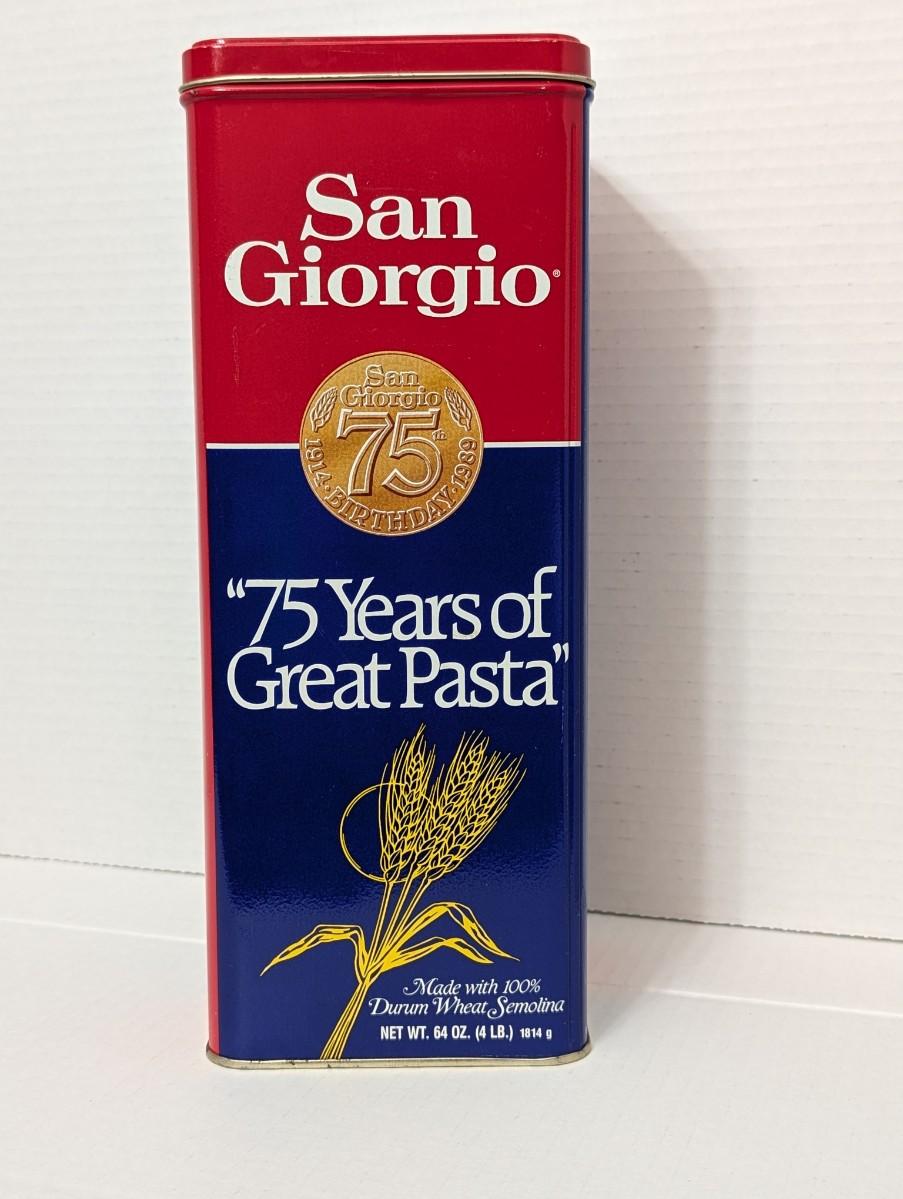 San
Giorgio®
San
Giorgio
75th
1914 · BIRTHDAY · 1989
“75 Years of
Great Pasta”
Made with 100%
Durum Wheat Semolina
NET WT. 64 OZ. (4 LB.) 1814 g